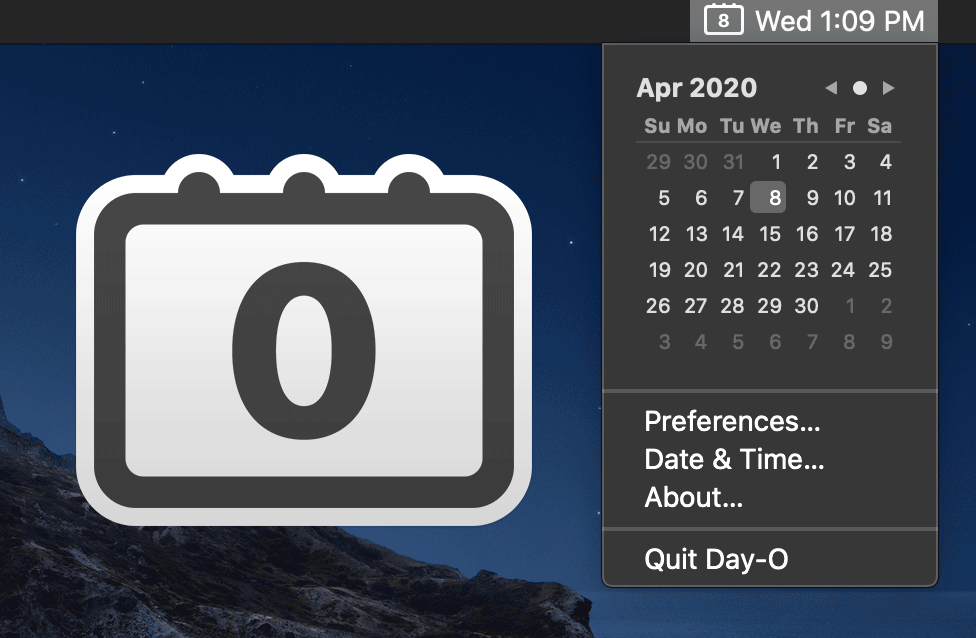 8 Wed 1:09 PM
0
Apr 2020
Su Mo Tu We Th Fr Sa
29 30 31 1 2 3 4
5 6 7 8 9 10 11
12 13 14 15 16 17 18
19 20 21 22 23 24 25
26 27 28 29 30 1 2
3 4 5 6 7 8 9
Preferences...
Date & Time...
About...
Quit Day-O